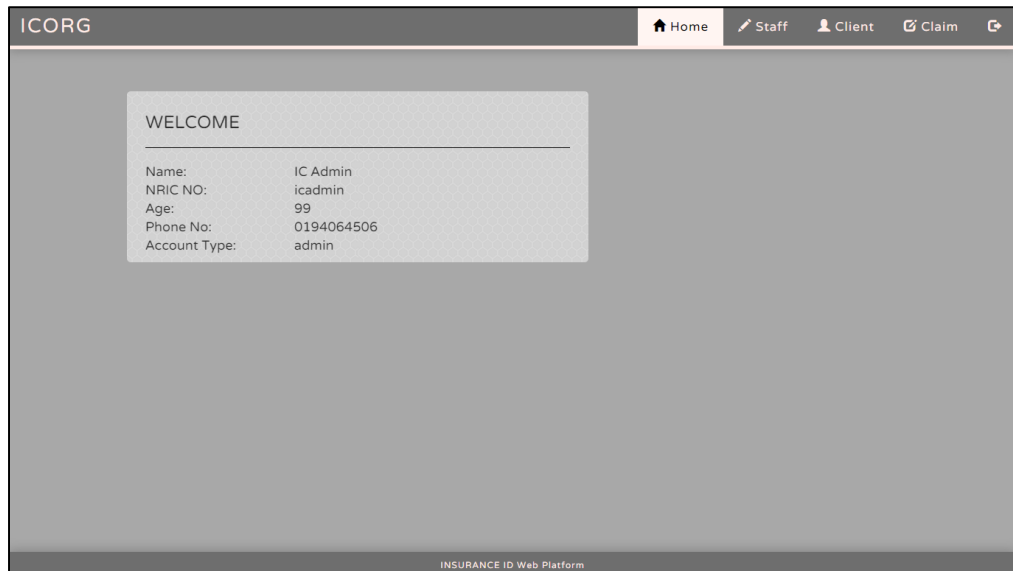 ICORG Home Staff Client Claim
WELCOME
Name: IC Admin
NRIC NO: icadmin
Age: 99
Phone No: 0194064506
Account Type: admin
INSURANCE ID Web Platform